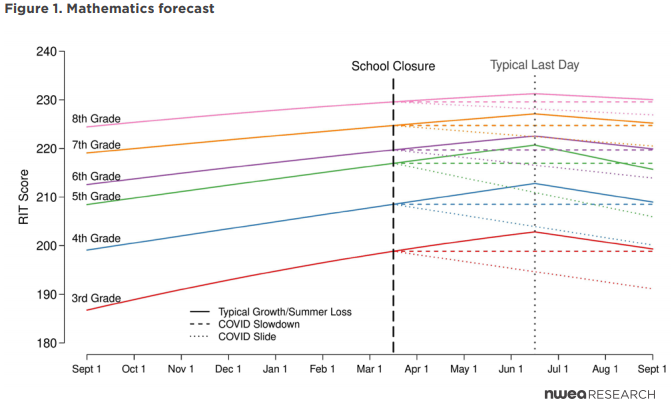 Figure 1. Mathematics forecast
240
230
220
210
200
190
180
RIT Score
School Closure
Typical Last Day
8th Grade
7th Grade
6th Grade
5th Grade
4th Grade
3rd Grade
Typical Growth/Summer Loss
COVID Slowdown
COVID Slide
Sept 1 Oct 1 Nov 1 Dec 1 Jan 1 Feb 1 Mar 1 Apr 1 May 1 Jun 1 Jul 1 Aug 1 Sept 1
nwea RESEARCH